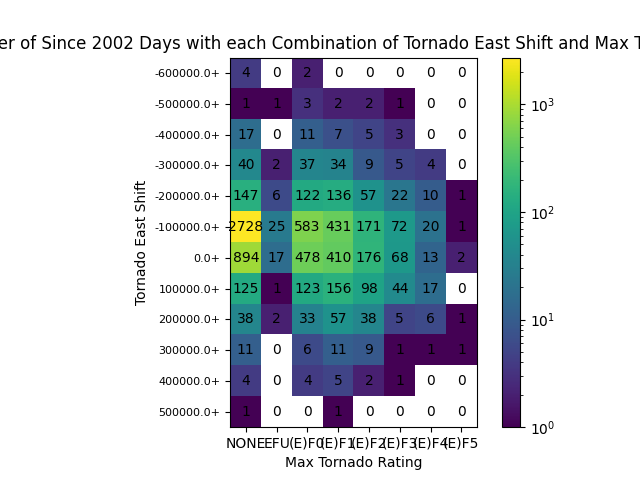 er of Since 2002 Days with each Combination of Tornado East Shift and Max T
Tornado East Shift
-600000.0+ 4 0 2 0 0 0 0 0
-500000.0+ 1 1 3 2 2 1 0 0
-400000.0+ 17 0 11 7 5 3 0 0
-300000.0+ 40 2 37 34 9 5 4 0
-200000.0+ 147 6 122 136 57 22 10 1
-100000.0+ 2728 25 583 431 171 72 20 1
0.0+ 894 17 478 410 176 68 13 2
100000.0+ 125 1 123 156 98 44 17 0
200000.0+ 38 2 33 57 38 5 6 1
300000.0+ 11 0 6 11 9 1 1 1
400000.0+ 4 0 4 5 2 1 0 0
500000.0+ 1 0 0 1 0 0 0 0
NONE EFU (E)F0 (E)F1 (E)F2 (E)F3 (E)F4 (E)F5
Max Tornado Rating
10³
10²
10¹
10⁰